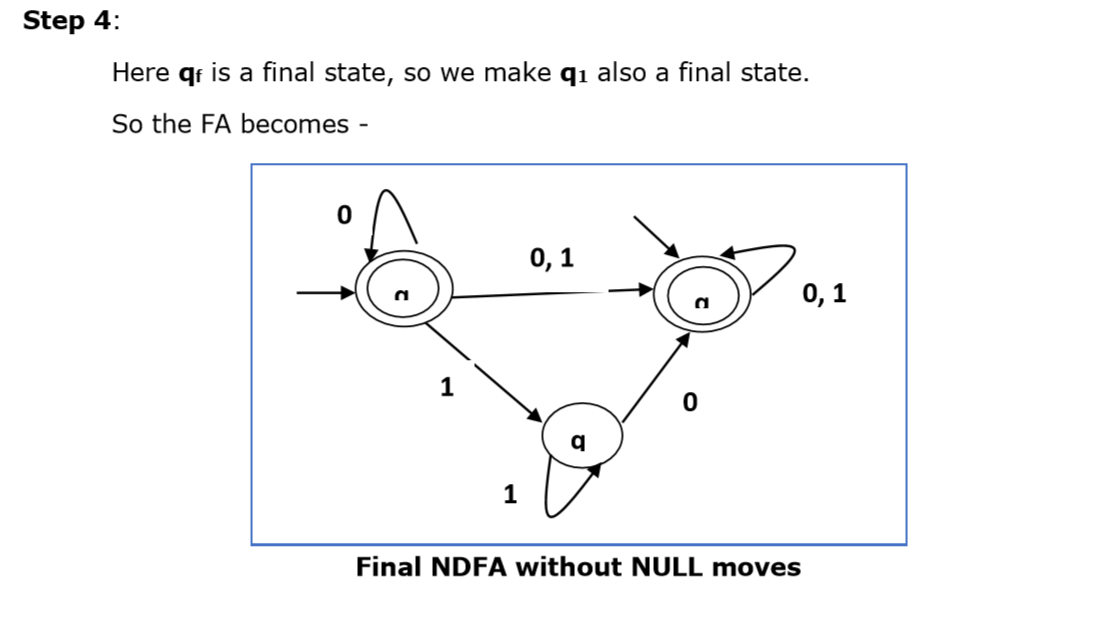 Step 4:
Here qf is a final state, so we make q1 also a final state.
So the FA becomes -
0
0, 1
0, 1
1
0
q
1
Final NDFA without NULL moves